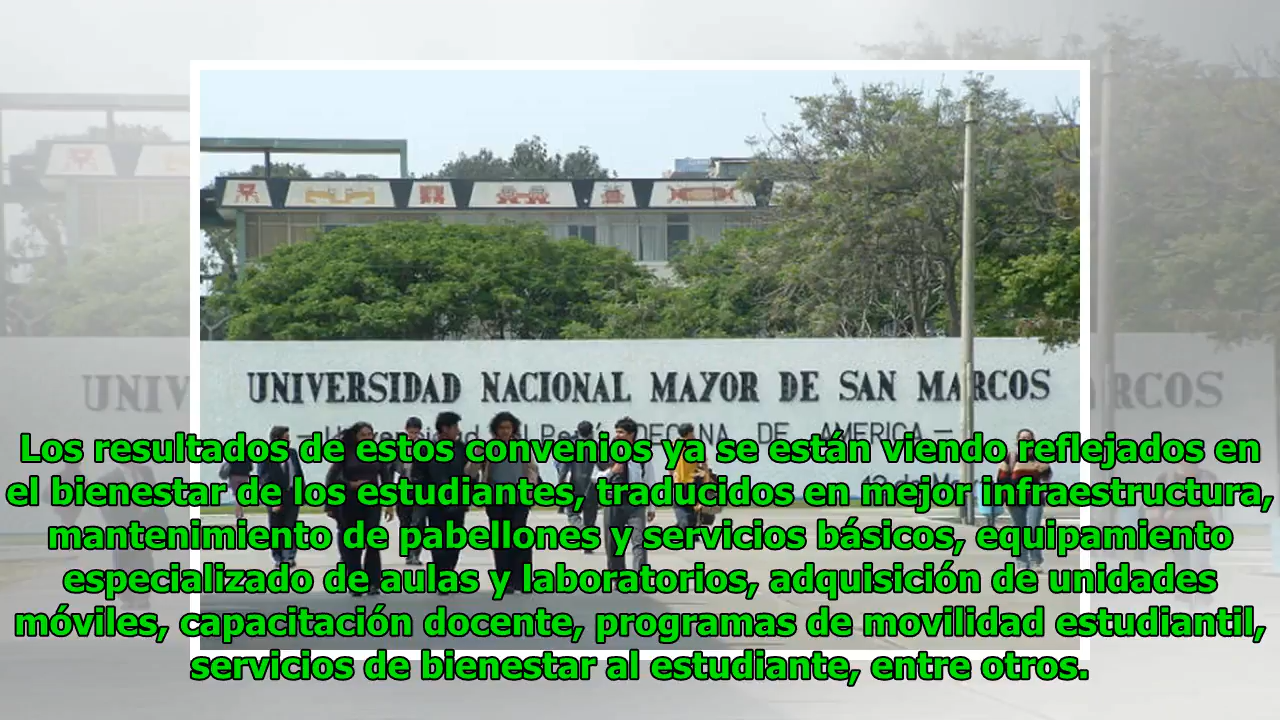 UNIVERSIDAD NACIONAL MAYOR DE SAN MARCOS
DE AMERICA
Los resultados de estos convenios ya se están viendo reflejados en
el bienestar de los estudiantes, traducidos en mejor infraestructura,
mantenimiento de pabellones y servicios básicos, equipamiento
especializado de aulas y laboratorios, adquisición de unidades
móviles, capacitación docente, programas de movilidad estudiantil,
servicios de bienestar al estudiante, entre otros.